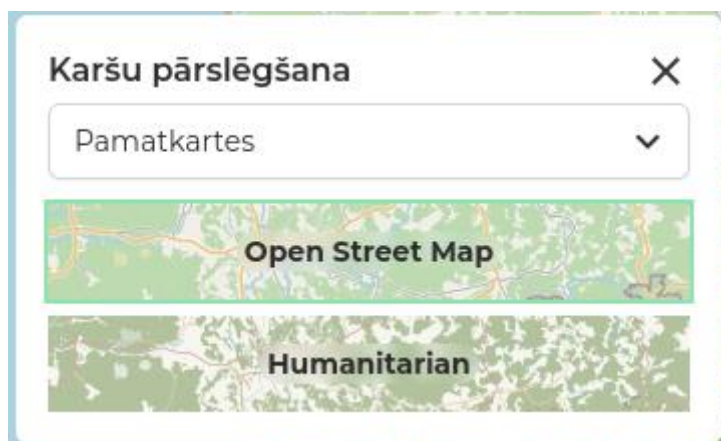 Karšu pārslēgšana
Pamatkartes
Open Street Map
Humanitarian